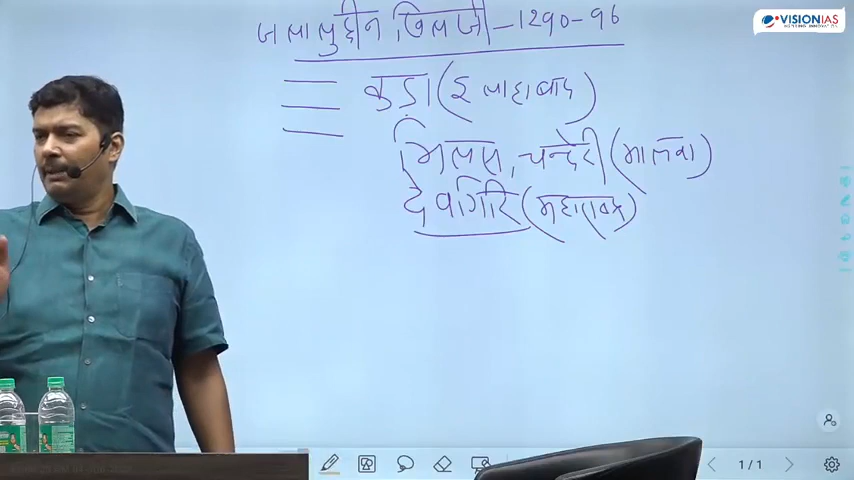 VISIONIAS
जलालुद्दीन खिलजी - 1290 - 96
कड़ा (इलाहाबाद)
भिलसा, चन्देरी (मालवा)
देवगिरि (महाराष्ट्र)
1/1